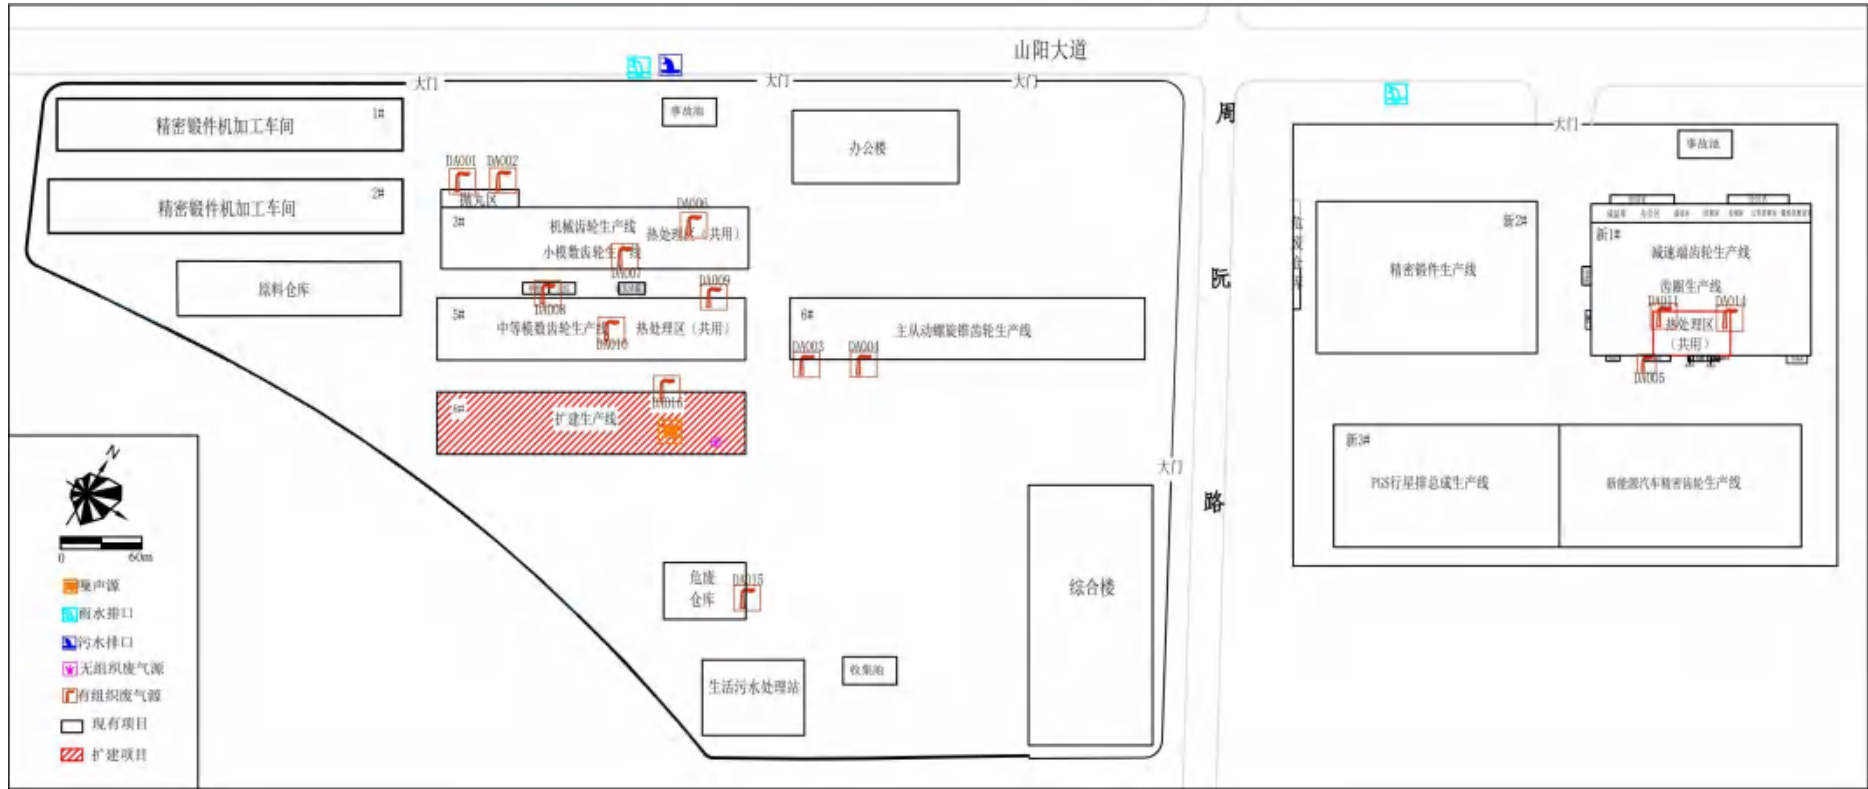 山阳大道
大门
大门
大门
周
阮
路
精密锻件机加工车间
1#
事故池
办公楼
大门
事故池
精密锻件机加工车间
2#
DA001
DA002
抛丸区
3#
机械齿轮生产线
小模数齿轮生产线
DA006
热处理区（共用）
DA007
原料仓库
DA008
DA009
5#
中等模数齿轮生产线
热处理区（共用）
DA010
6#
主从动螺旋锥齿轮生产线
DA003
DA004
危废仓库
新2#
精密锻件生产线
办公区
新1#
减速端齿轮生产线
齿圈生产线
DA011
DA014
热处理区
（共用）
DA005
DA016
扩建生产线
大门
新3#
PGS行星排总成生产线
新能源汽车精密齿轮生产线
综合楼
危废
仓库
DA015
生活污水处理站
收集池
N
0
60m
噪声源
雨水排口
污水排口
无组织废气源
有组织废气源
现有项目
扩建项目